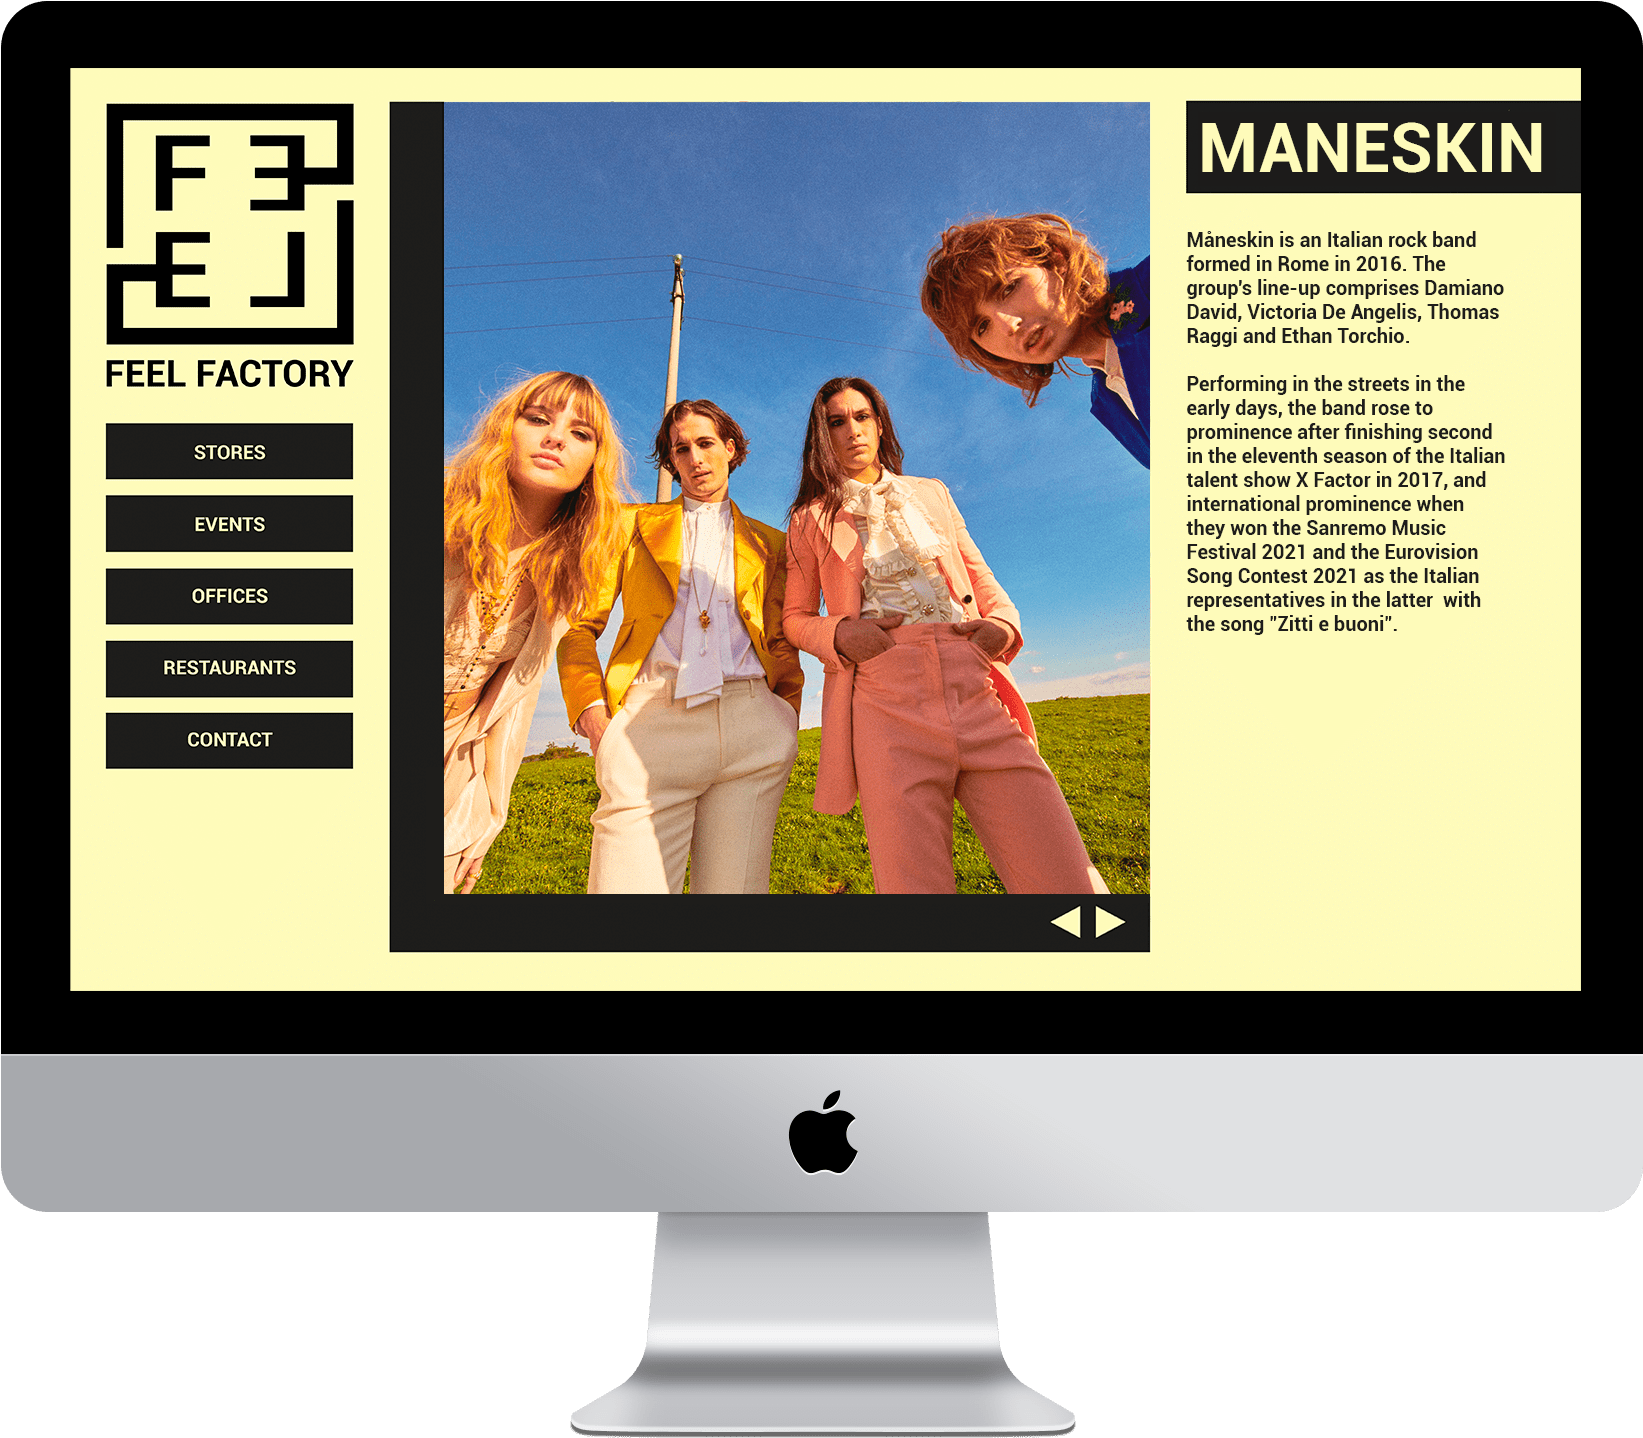 F E
E L
FEEL FACTORY
STORES
EVENTS
OFFICES
RESTAURANTS
CONTACT
MANESKIN
Måneskin is an Italian rock band
formed in Rome in 2016. The
group's line-up comprises Damiano
David, Victoria De Angelis, Thomas
Raggi and Ethan Torchio.
Performing in the streets in the
early days, the band rose to
prominence after finishing second
in the eleventh season of the Italian
talent show X Factor in 2017, and
international prominence when
they won the Sanremo Music
Festival 2021 and the Eurovision
Song Contest 2021 as the Italian
representatives in the latter  with
the song "Zitti e buoni".